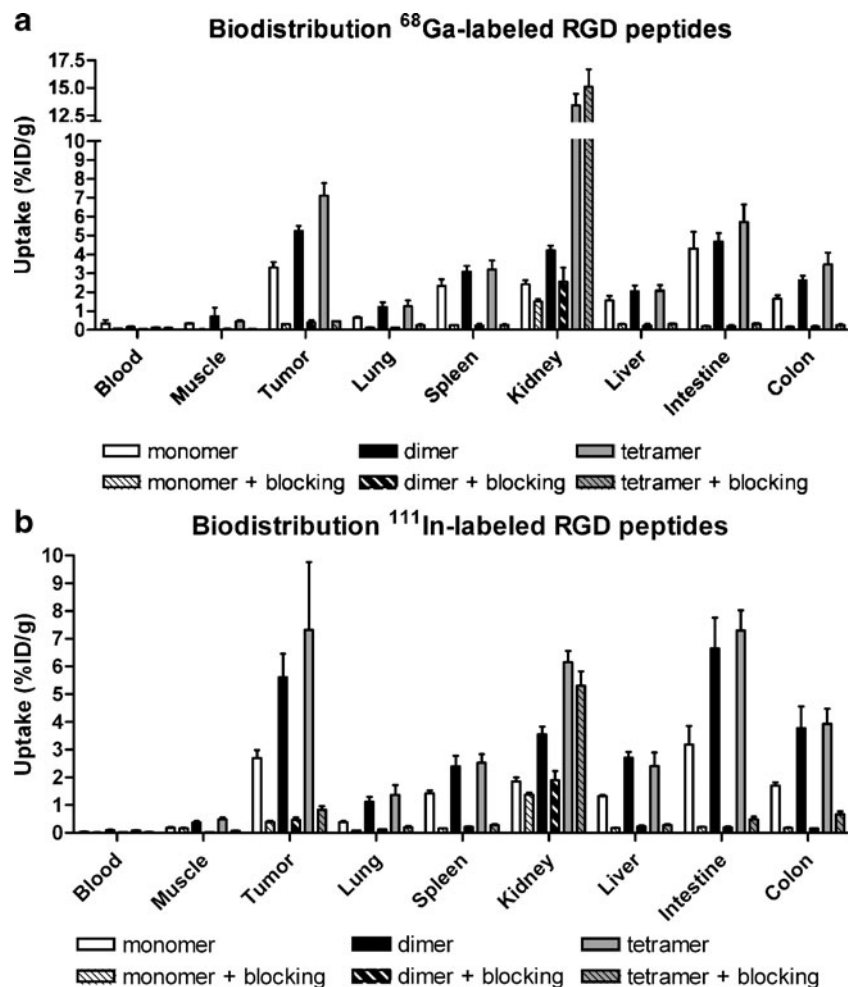 a
Biodistribution ⁶⁸Ga-labeled RGD peptides
17.5
15.0
12.5
10
9
8
7
6
5
4
3
2
1
0
Uptake (%ID/g)
Blood Muscle Tumor Lung Spleen Kidney Liver Intestine Colon
monomer dimer tetramer
monomer + blocking dimer + blocking tetramer + blocking
b
Biodistribution ¹¹¹In-labeled RGD peptides
10
9
8
7
6
5
4
3
2
1
0
Uptake (%ID/g)
Blood Muscle Tumor Lung Spleen Kidney Liver Intestine Colon
monomer dimer tetramer
monomer + blocking dimer + blocking tetramer + blocking